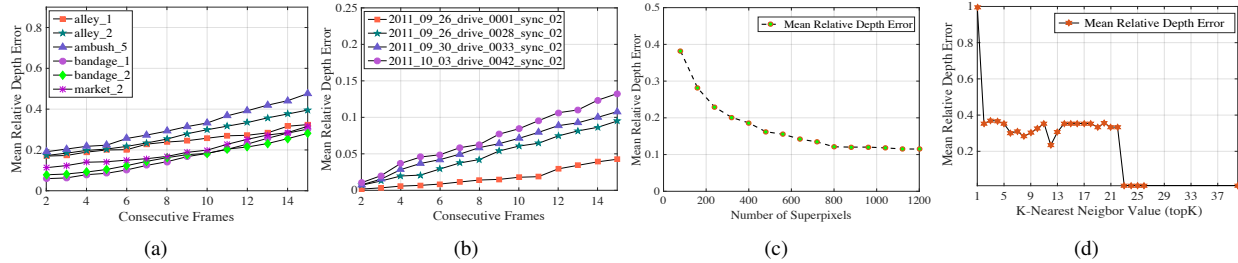 Mean Relative Depth Error
0.8
0.6
0.4
0.2
0
alley_1
alley_2
ambush_5
bandage_1
bandage_2
market_2
2 4 6 8 10 12 14
Consecutive Frames
(a)
Mean Relative Depth Error
0.25
0.2
0.15
0.1
0.05
0
2011_09_26_drive_0001_sync_02
2011_09_26_drive_0028_sync_02
2011_09_30_drive_0033_sync_02
2011_10_03_drive_0042_sync_02
2 4 6 8 10 12 14
Consecutive Frames
(b)
Mean Relative Depth Error
0.5
0.4
0.3
0.2
0.1
0
Mean Relative Depth Error
0 200 400 600 800 1000 1200
Number of Superpixels
(c)
Mean Relative Depth Error
1
0.8
0.6
0.4
0.2
Mean Relative Depth Error
1 5 9 13 17 21 25 29 33 37
K-Nearest Neigbor Value (topK)
(d)